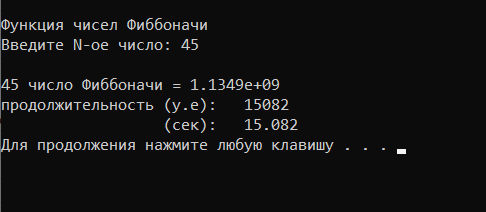 Функция чисел Фиббоначи
Введите N-ое число: 45
45 число Фиббоначи = 1.1349e+09
продолжительность (у.е): 15082
(сек): 15.082
Для продолжения нажмите любую клавишу . . .